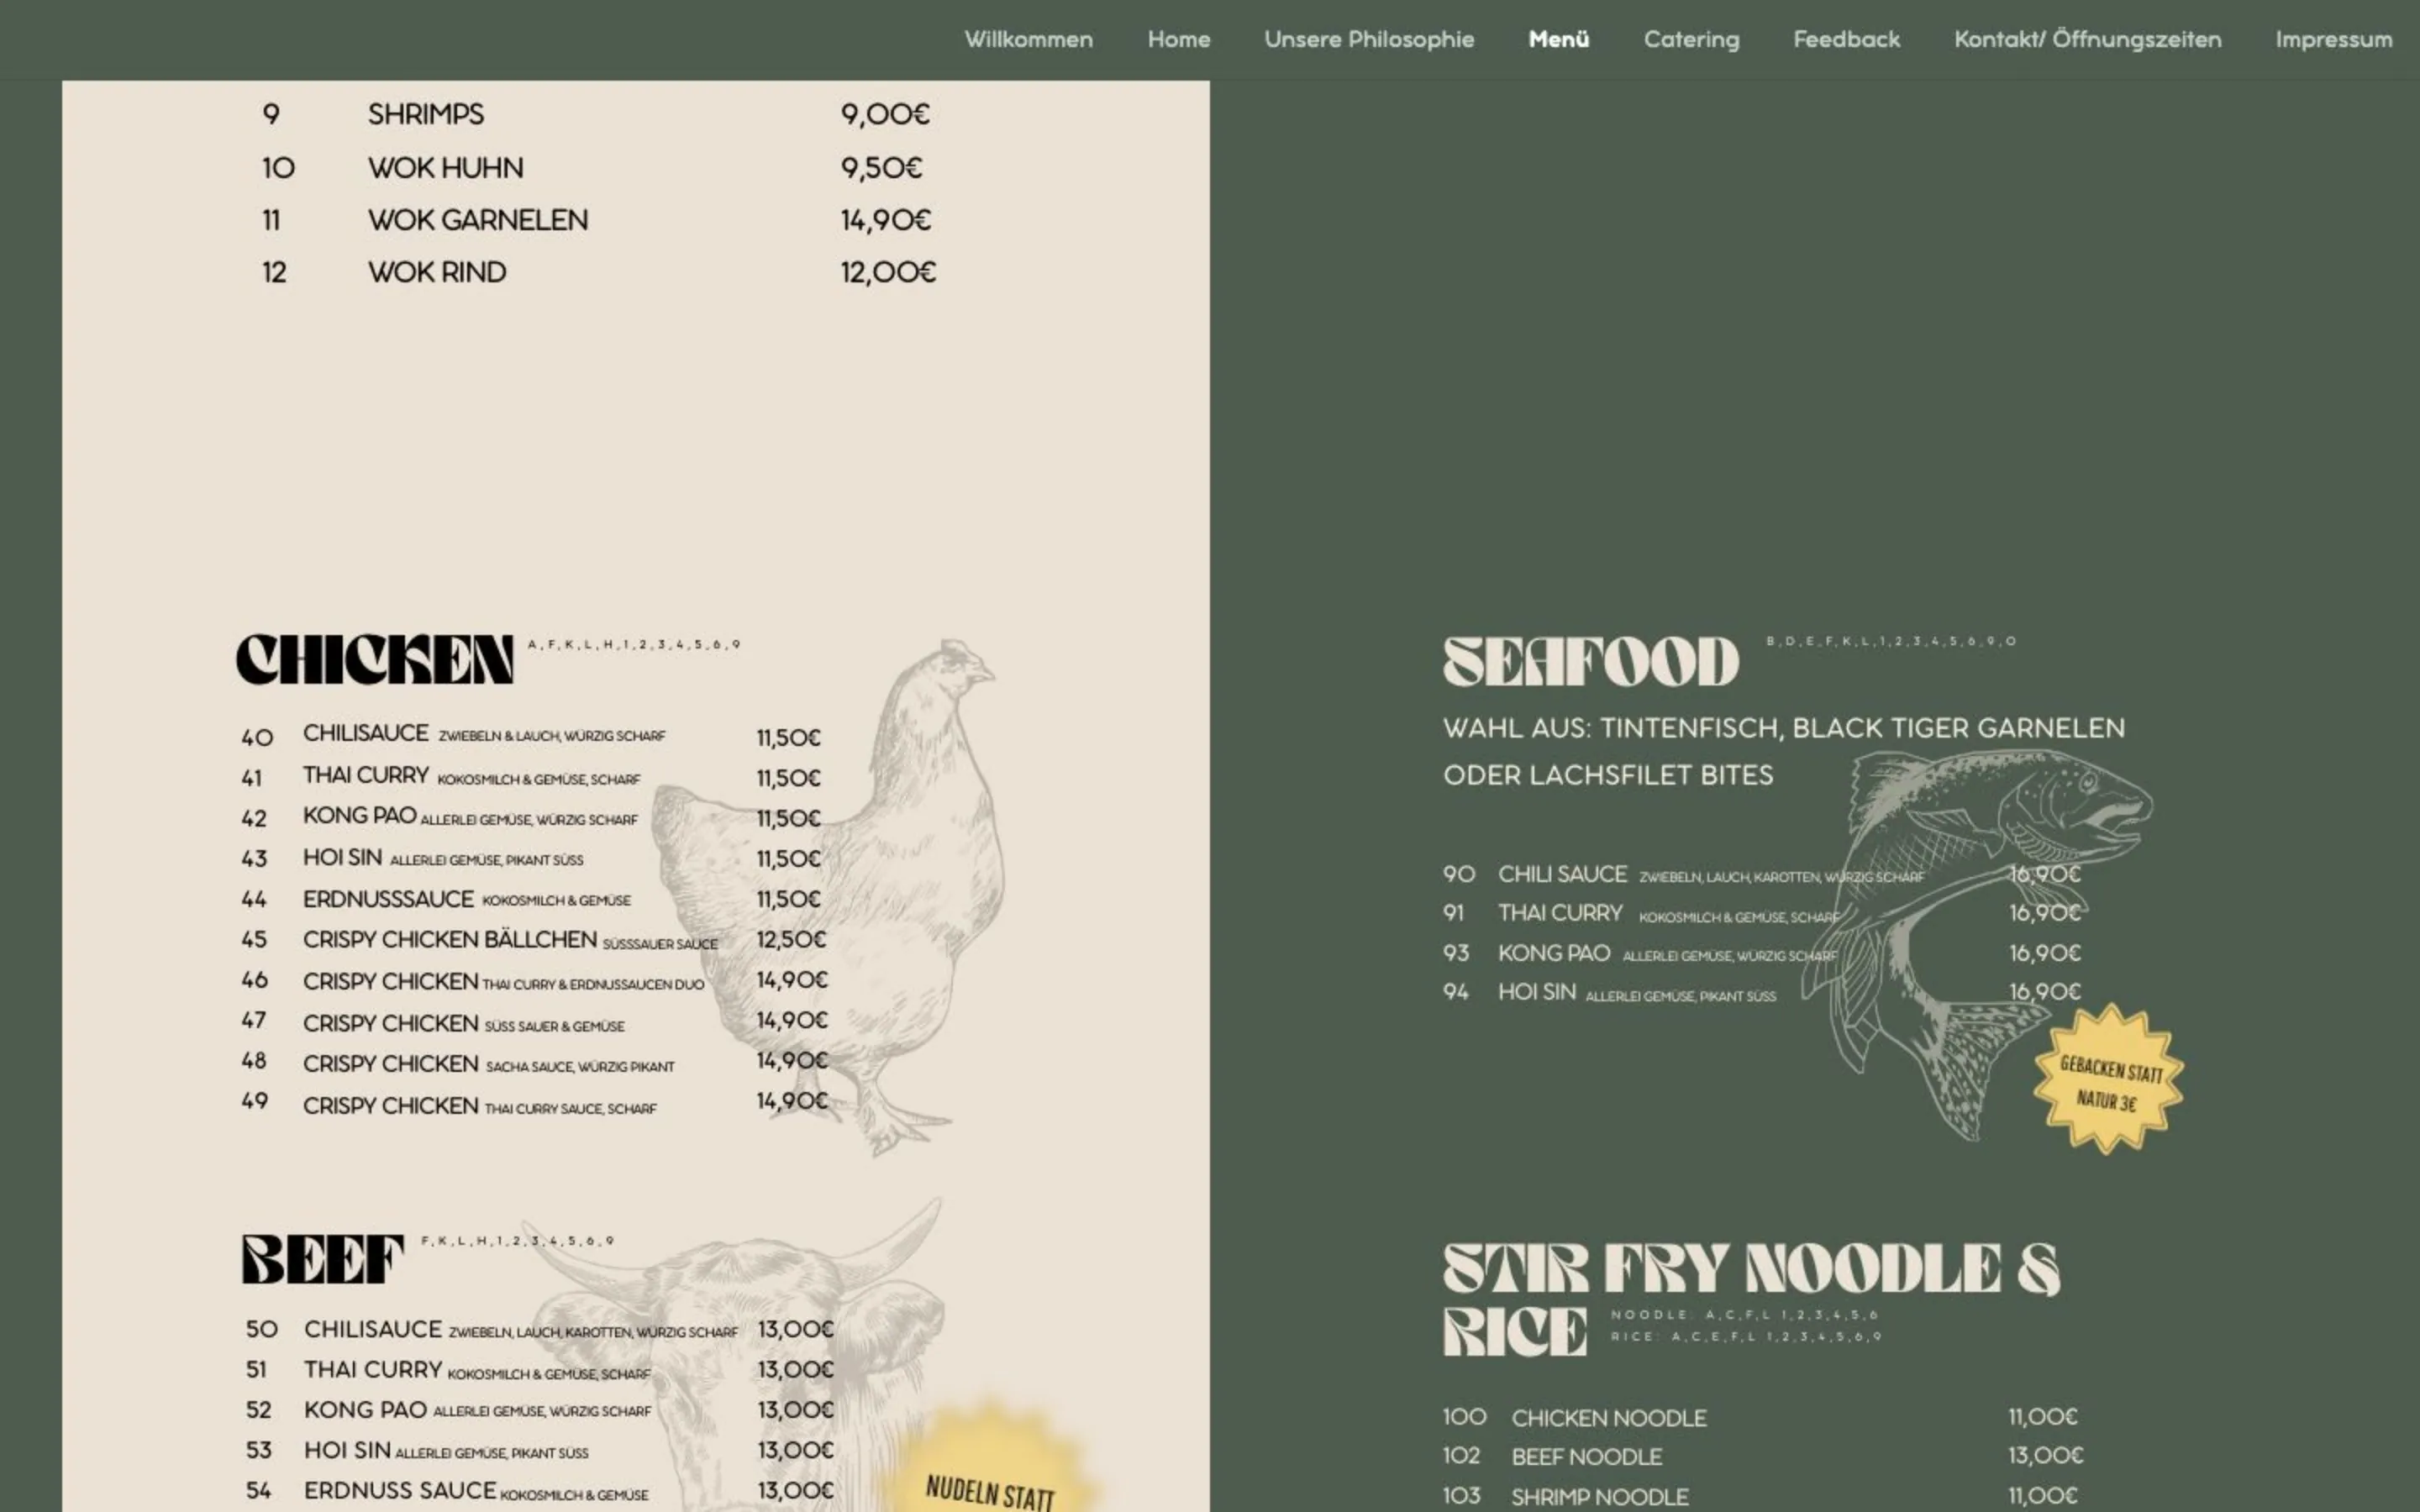 Willkommen Home Unsere Philosophie Menü Catering Feedback Kontakt/ Öffnungszeiten Impressum
9 SHRIMPS 9,00€
10 WOK HUHN 9,50€
11 WOK GARNELEN 14,90€
12 WOK RIND 12,00€
CHICKEN A,F,K,L,H,1,2,3,4,5,6,9
40 CHILISAUCE ZWIEBELN & LAUCH, WÜRZIG SCHARF 11,50€
41 THAI CURRY KOKOSMILCH & GEMÜSE, SCHARF 11,50€
42 KONG PAO ALLERLEI GEMÜSE, WÜRZIG SCHARF 11,50€
43 HOI SIN ALLERLEI GEMÜSE, PIKANT SÜSS 11,50€
44 ERDNUSSSAUCE KOKOSMILCH & GEMÜSE 11,50€
45 CRISPY CHICKEN BÄLLCHEN SÜSSSAUER SAUCE 12,50€
46 CRISPY CHICKEN THAI CURRY & ERDNUSSAUCEN DUO 14,90€
47 CRISPY CHICKEN SÜSS SAUER & GEMÜSE 14,90€
48 CRISPY CHICKEN SACHA SAUCE, WÜRZIG PIKANT 14,90€
49 CRISPY CHICKEN THAI CURRY SAUCE, SCHARF 14,90€
BEEF F,K,L,H,1,2,3,4,5,6,9
50 CHILISAUCE ZWIEBELN, LAUCH, KAROTTEN, WÜRZIG SCHARF 13,00€
51 THAI CURRY KOKOSMILCH & GEMÜSE, SCHARF 13,00€
52 KONG PAO ALLERLEI GEMÜSE, WÜRZIG SCHARF 13,00€
53 HOI SIN ALLERLEI GEMÜSE, PIKANT SÜSS 13,00€
54 ERDNUSS SAUCE KOKOSMILCH & GEMÜSE 13,00€
NUDELN STATT
SEAFOOD B,D,E,F,K,L,1,2,3,4,5,6,9,O
WAHL AUS: TINTENFISCH, BLACK TIGER GARNELEN
ODER LACHSFILET BITES
90 CHILI SAUCE ZWIEBELN, LAUCH, KAROTTEN, WÜRZIG SCHARF 16,90€
91 THAI CURRY KOKOSMILCH & GEMÜSE, SCHARF 16,90€
93 KONG PAO ALLERLEI GEMÜSE, WÜRZIG SCHARF 16,90€
94 HOI SIN ALLERLEI GEMÜSE, PIKANT SÜSS 16,90€
GEBACKEN STATT
NATUR 3€
STIR FRY NOODLE &
RICE
NOODLE: A,C,F,L 1,2,3,4,5,6
RICE: A,C,E,F,L 1,2,3,4,5,6,9
100 CHICKEN NOODLE 11,00€
102 BEEF NOODLE 13,00€
103 SHRIMP NOODLE 11,00€